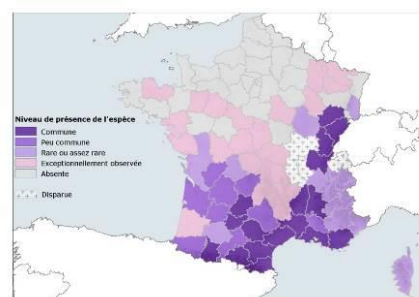 Niveau de présence de l'espèce
Commune
Peu commune
Rare ou assez rare
Exceptionnellement observée
Absente
Disparue